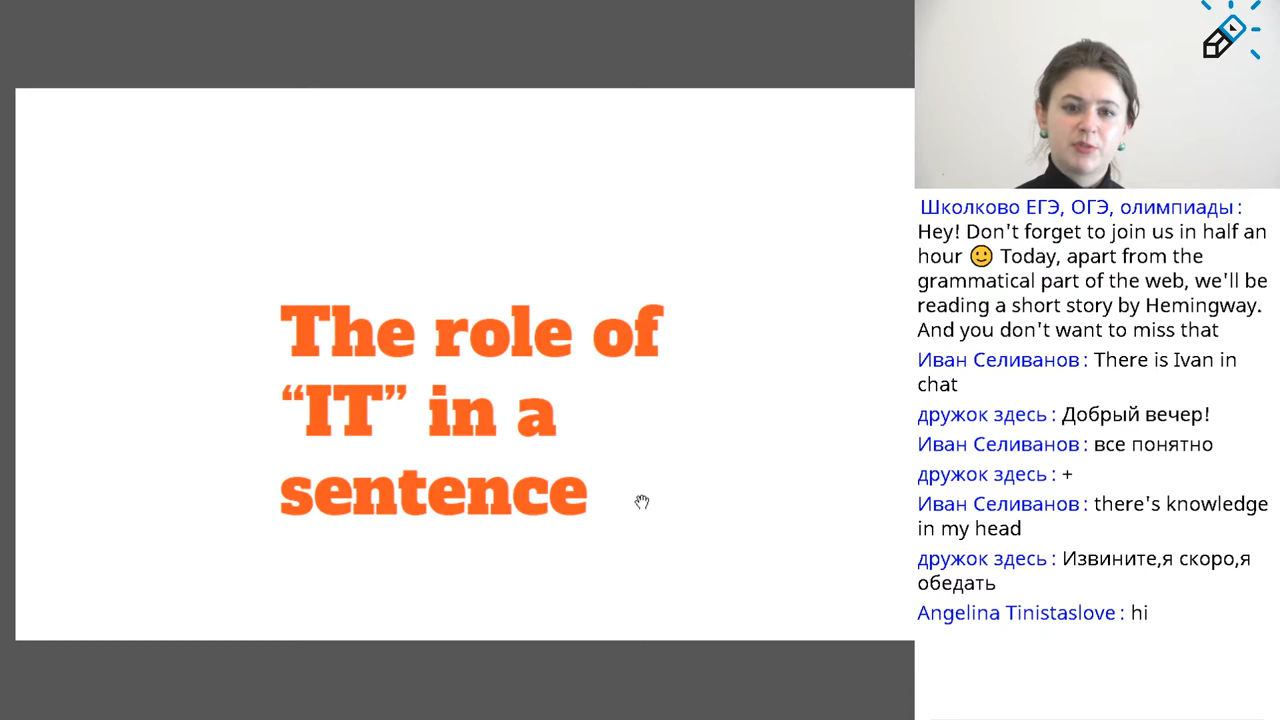 The role of
“IT” in a
sentence
Школково ЕГЭ, ОГЭ, олимпиады :
Hey! Don't forget to join us in half an
hour 🙂 Today, apart from the
grammatical part of the web, we'll be
reading a short story by Hemingway.
And you don't want to miss that
Иван Селиванов : There is Ivan in
chat
дружок здесь : Добрый вечер!
Иван Селиванов : все понятно
дружок здесь : +
Иван Селиванов : there's knowledge
in my head
дружок здесь : Извините,я скоро,я
обедать
Angelina Tinistaslove : hi